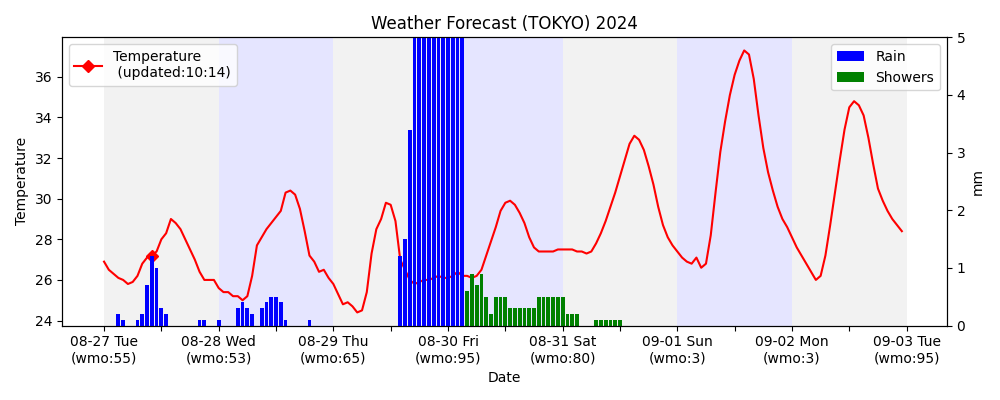 Weather Forecast (TOKYO) 2024
Temperature
(updated:10:14)
Rain
Showers
36
34
32
30
28
26
24
Temperature
5
4
3
2
1
0
mm
08-27 Tue
(wmo:55)
08-28 Wed
(wmo:53)
08-29 Thu
(wmo:65)
08-30 Fri
(wmo:95)
08-31 Sat
(wmo:80)
09-01 Sun
(wmo:3)
09-02 Mon
(wmo:3)
09-03 Tue
(wmo:95)
Date